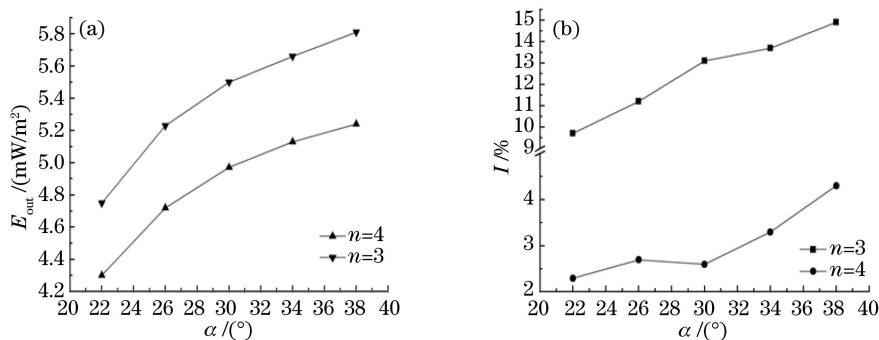 (a)
5.8
5.6
5.4
5.2
5.0
4.8
4.6
4.4
4.2
E_out /(mW/m²)
n=4
n=3
20 22 24 26 28 30 32 34 36 38 40
α /(°)
(b)
15
14
13
12
11
10
9
4
3
2
I /%
n=3
n=4
20 22 24 26 28 30 32 34 36 38 40
α /(°)